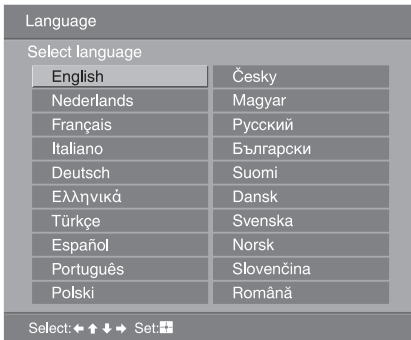 Language
Select language
English
Nederlands
Français
Italiano
Deutsch
Ελληνικά
Türkçe
Español
Português
Polski
Česky
Magyar
Русский
Български
Suomi
Dansk
Svenska
Norsk
Slovenčina
Română
Select: ← ↑ ↓ → Set: